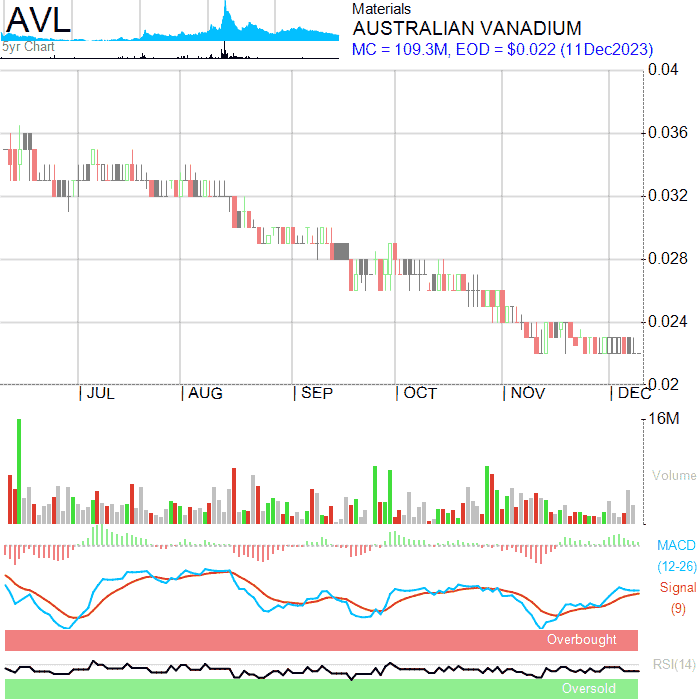 AVL
5yr Chart
Materials
AUSTRALIAN VANADIUM
MC = 109.3M, EOD = $0.022 (11Dec2023)
0.04
0.036
0.032
0.028
0.024
0.02
| JUL | AUG | SEP | OCT | NOV | DEC
16M
Volume
MACD
(12-26)
Signal
(9)
Overbought
RSI(14)
Oversold